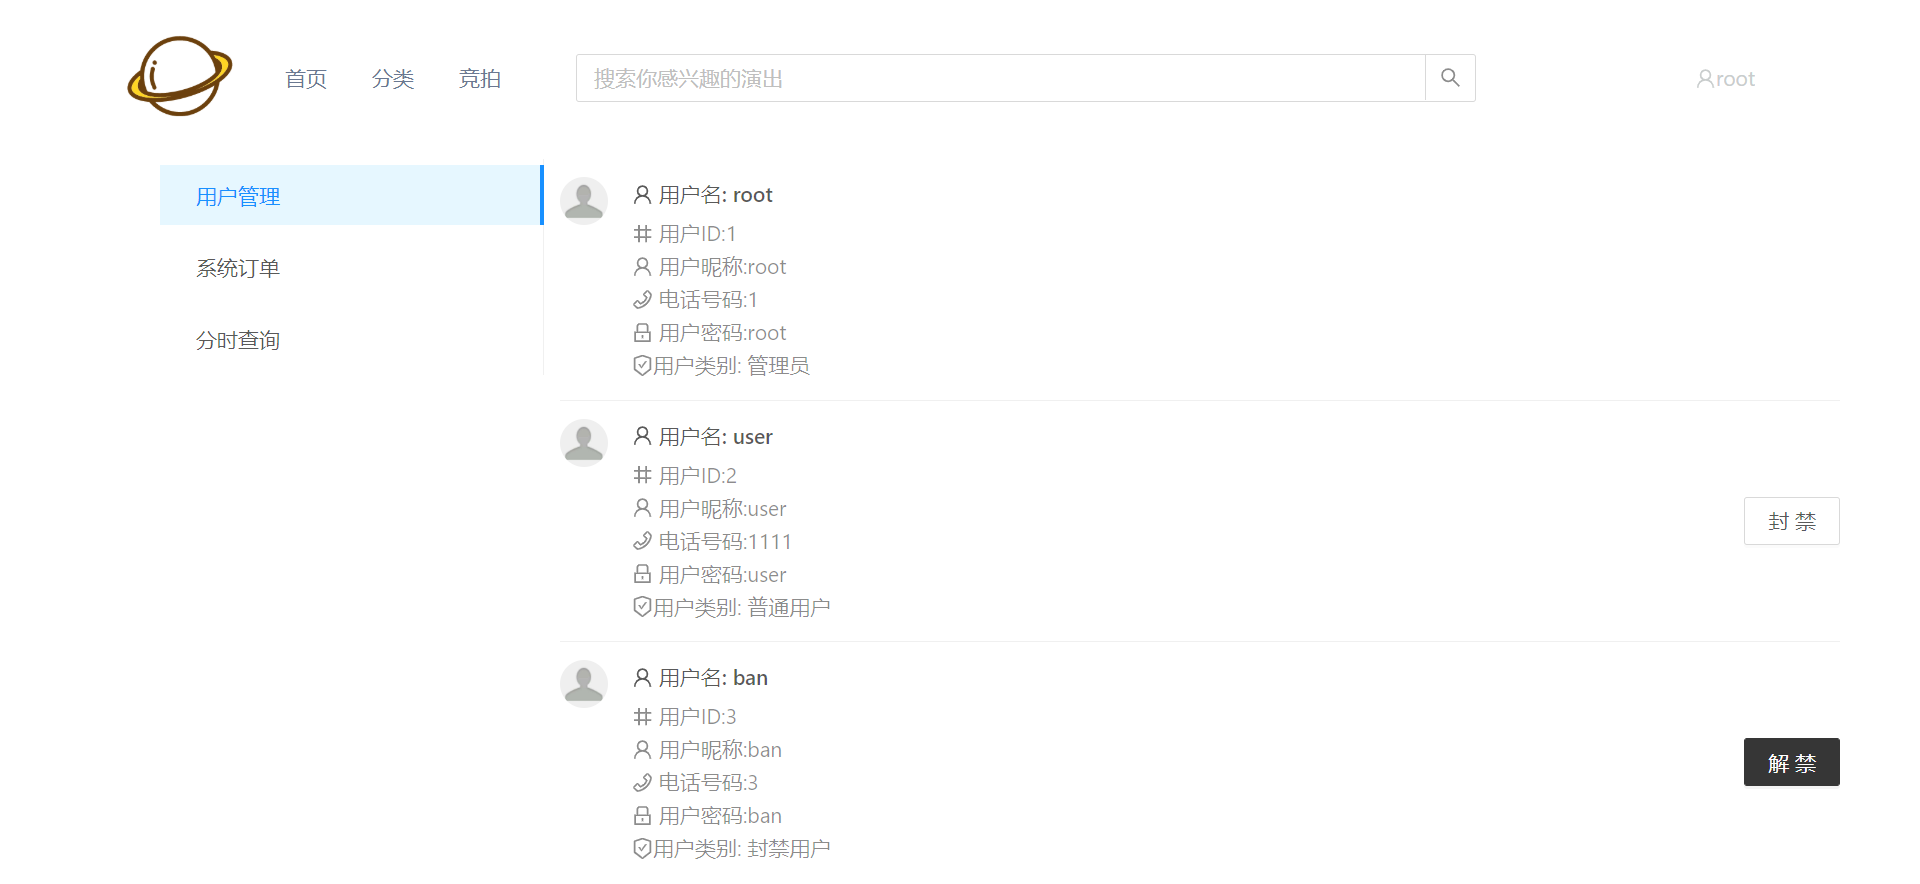 首页 分类 竞拍 搜索你感兴趣的演出 root
用户管理
系统订单
分时查询
用户名: root
用户ID:1
用户昵称:root
电话号码:1
用户密码:root
用户类别: 管理员
用户名: user
用户ID:2
用户昵称:user
电话号码:1111
用户密码:user
用户类别: 普通用户
封 禁
用户名: ban
用户ID:3
用户昵称:ban
电话号码:3
用户密码:ban
用户类别: 封禁用户
解 禁